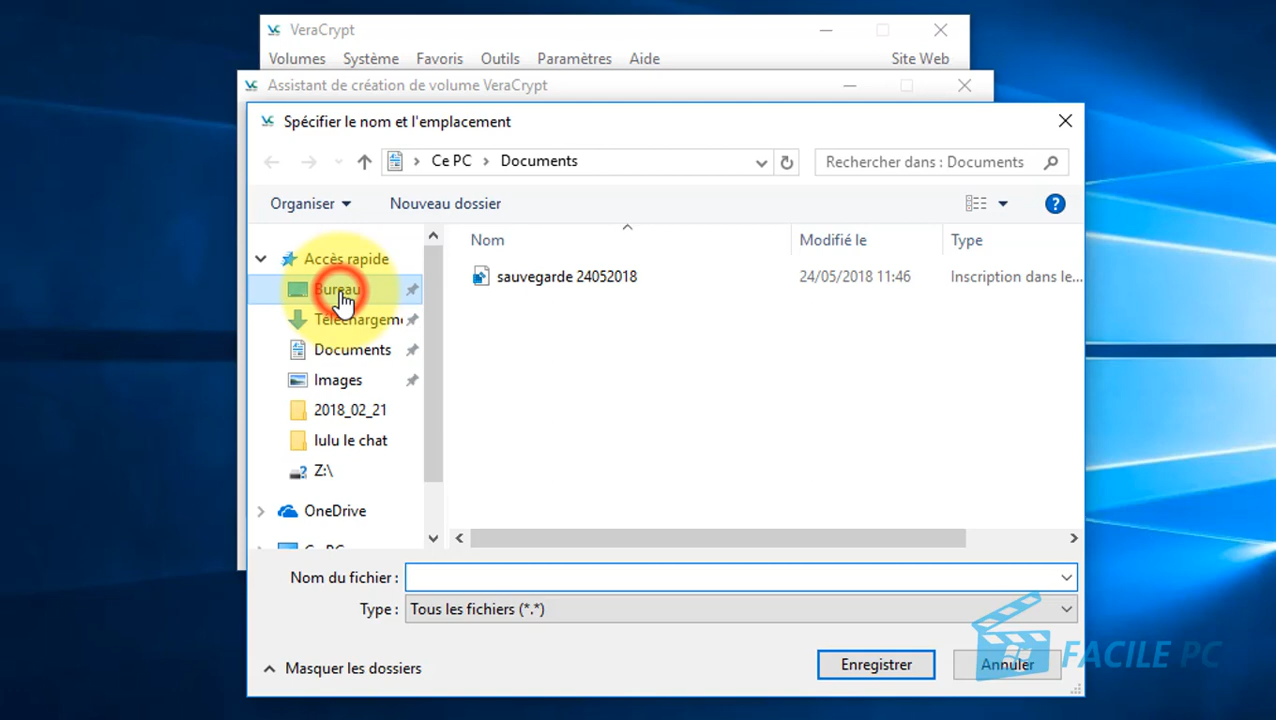 VeraCrypt
Volumes Système Favoris Outils Paramètres Aide Site Web
Assistant de création de volume VeraCrypt
Spécifier le nom et l'emplacement
Ce PC > Documents
Rechercher dans : Documents
Organiser
Nouveau dossier
Nom
Modifié le
Type
Accès rapide
sauvegarde 24052018
24/05/2018 11:46
Inscription dans le...
Bureau
Téléchargem
Documents
Images
2018_02_21
lulu le chat
Z:\
OneDrive
Ce PC
Nom du fichier :
Type : Tous les fichiers (*.*)
Masquer les dossiers
Enregistrer
Annuler
FACILE PC